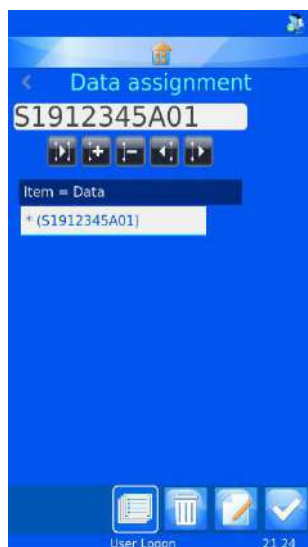 Data assignment
S1912345A01
Item = Data
* (S1912345A01)
User Logon
21 24